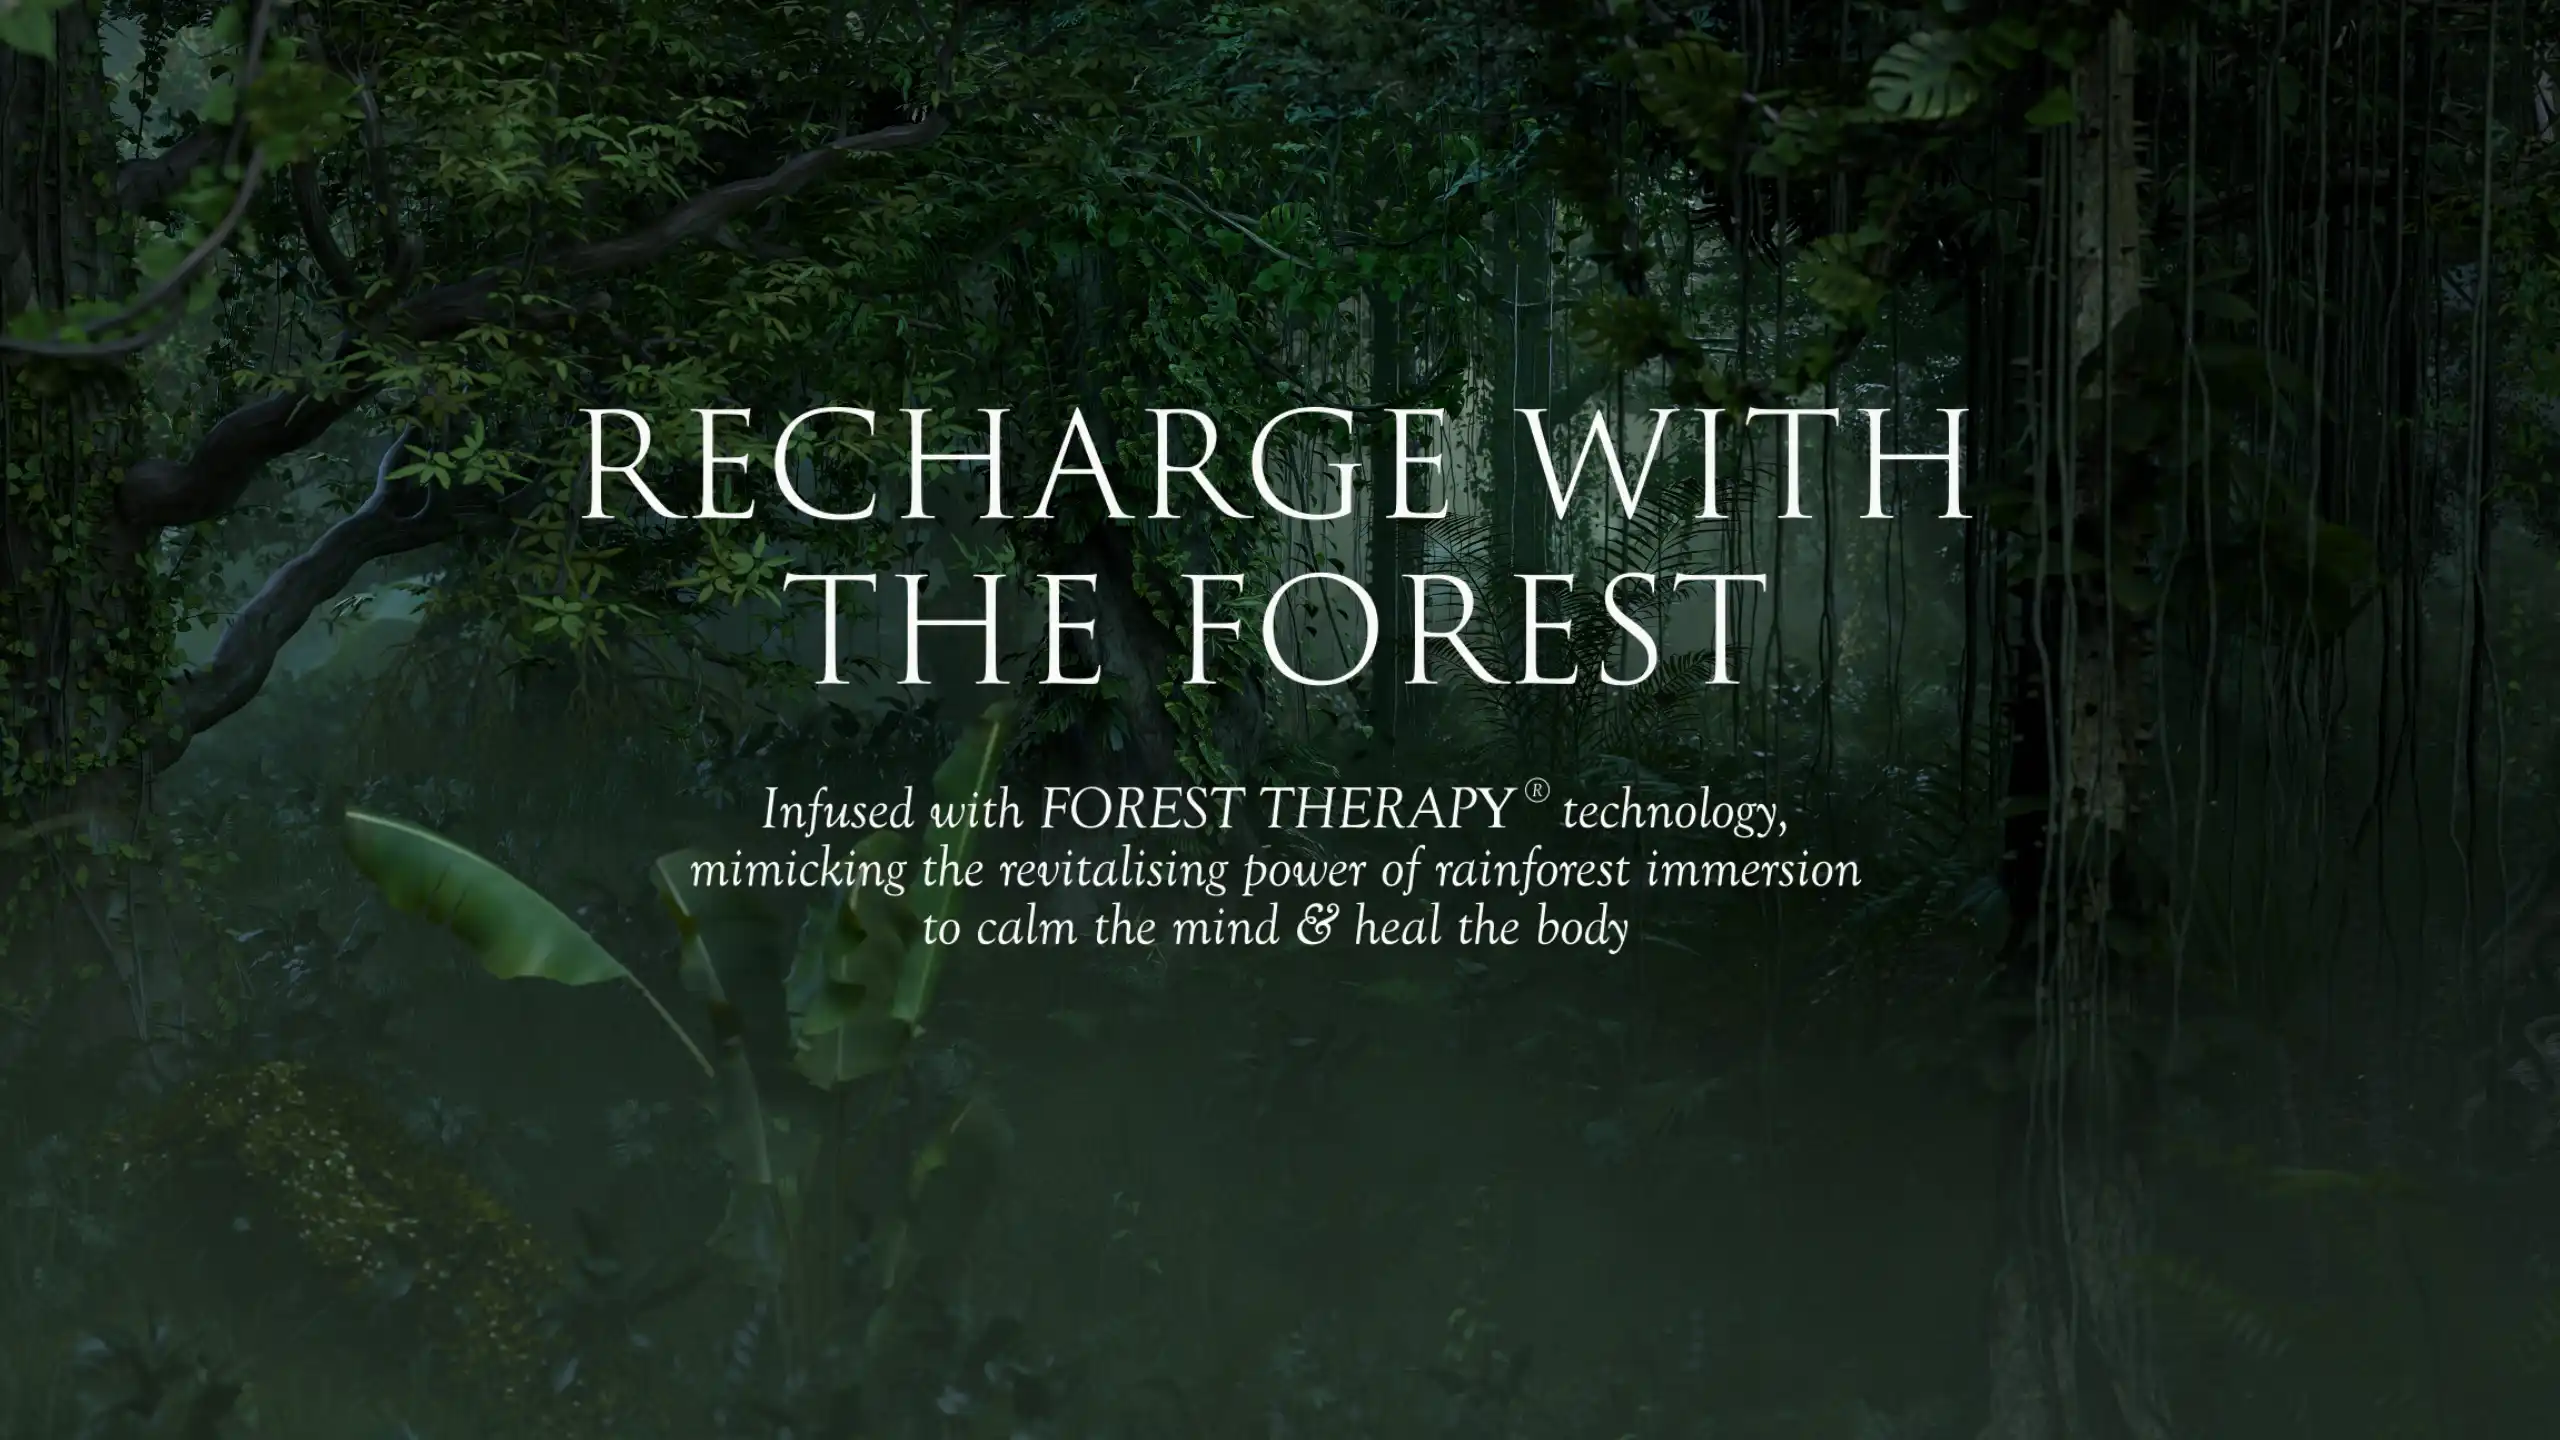 RECHARGE WITH
THE FOREST
Infused with FOREST THERAPY® technology,
mimicking the revitalising power of rainforest immersion
to calm the mind & heal the body